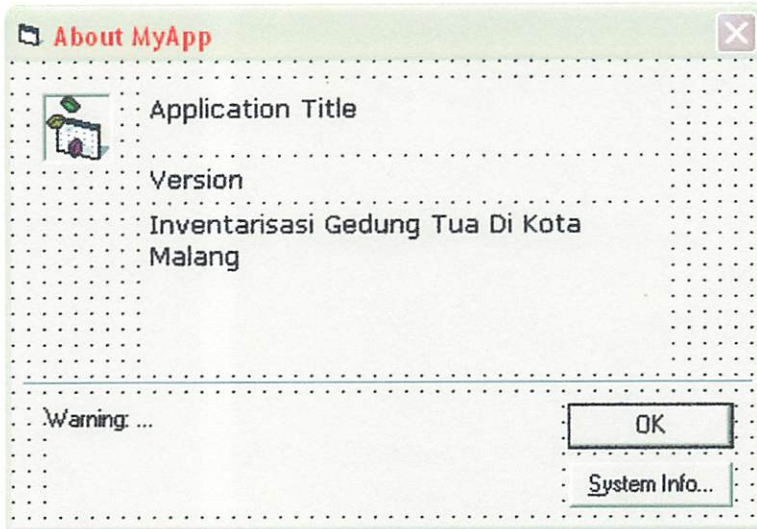 About MyApp
Application Title
Version
Inventarisasi Gedung Tua Di Kota
Malang
Warning: ...
OK
System Info...